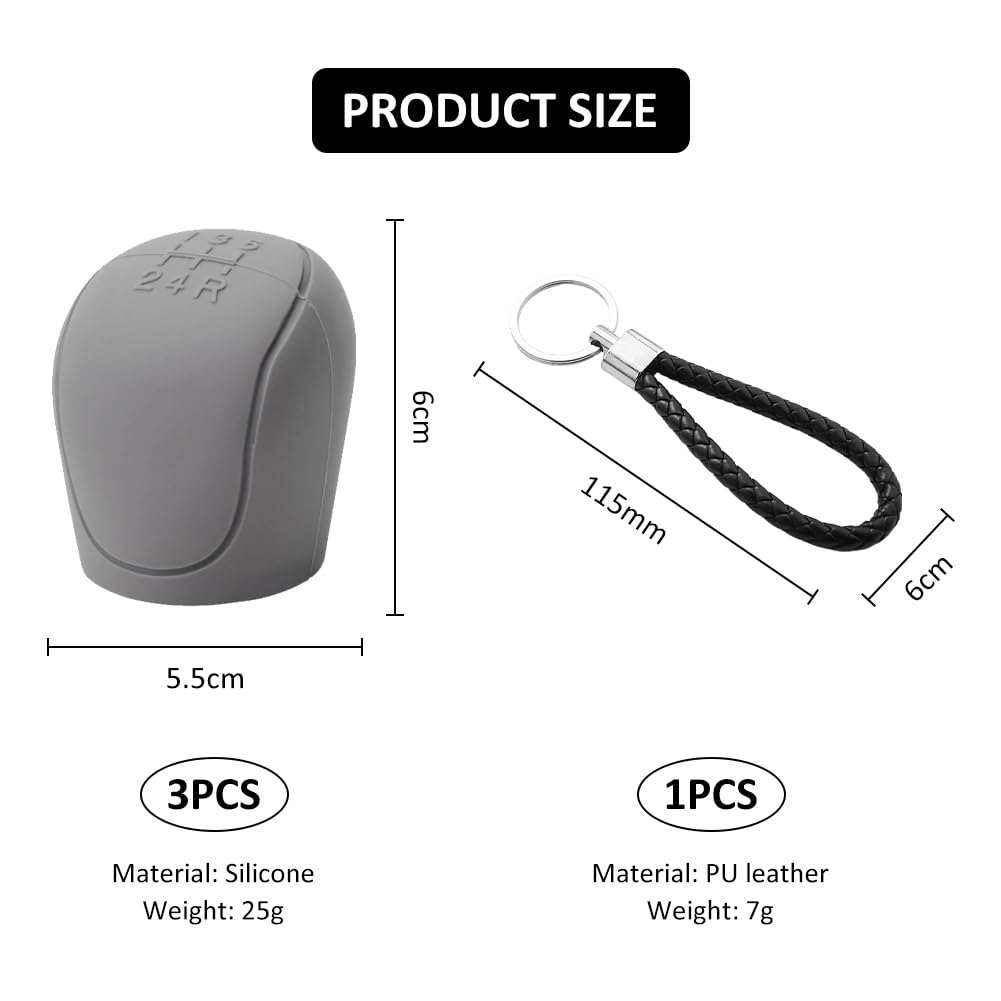 PRODUCT SIZE
1 3 5
2 4 R
6cm
5.5cm
115mm
6cm
3PCS
Material: Silicone
Weight: 25g
1PCS
Material: PU leather
Weight: 7g